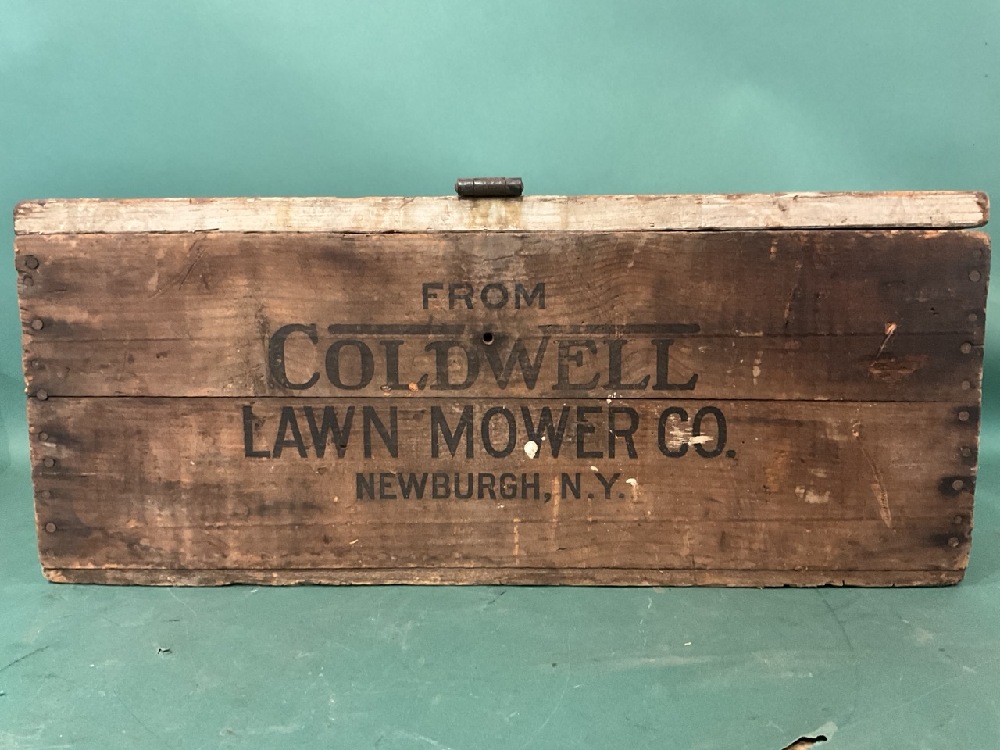 FROM
COLDWELL
LAWN MOWER CO.
NEWBURGH, N.Y.